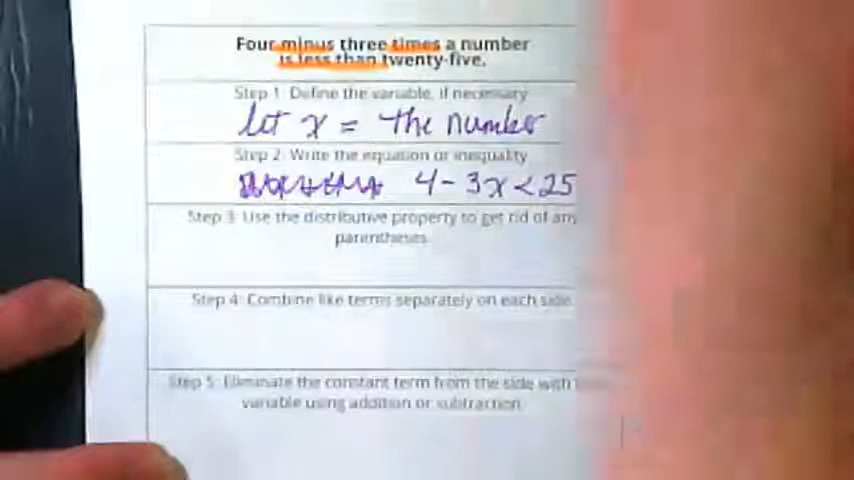 Four minus three times a number
is less than twenty-five.
Step 1: Define the variable, if necessary
let x = the number
Step 2: Write the equation or inequality
4 - 3x < 25
Step 3: Use the distributive property to get rid of any
parentheses.
Step 4: Combine like terms separately on each side.
Step 5: Eliminate the constant term from the side with
variable using addition or subtraction